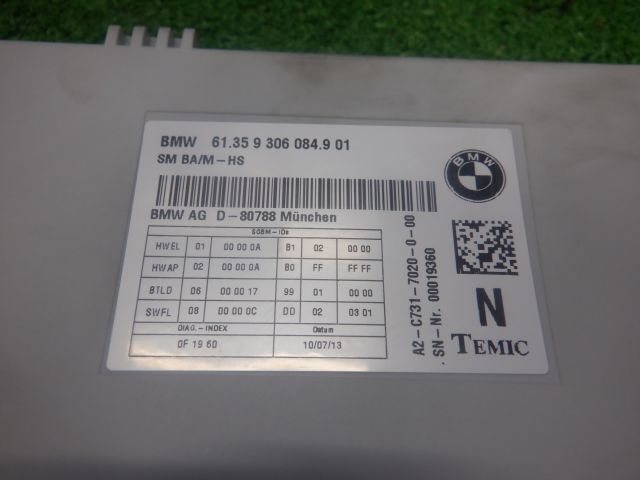 BMW 61.35 9 306 084.9 01
SM BA/M-HS
BMW
BMW AG D-80788 München
SGBM-IDs
HWEL 01 00 00 0A B1 02 00 00
HWAP 02 00 00 0A B0 FF FF FF
BTLD 06 00 00 17 99 01 00 00
SWFL 08 00 00 0C DD 02 03 01
DIAG.-INDEX Datum
0F 19 60 10/07/13
A2-C731-7020-0-00
SN-Nr. 00019360
N
TEMIC